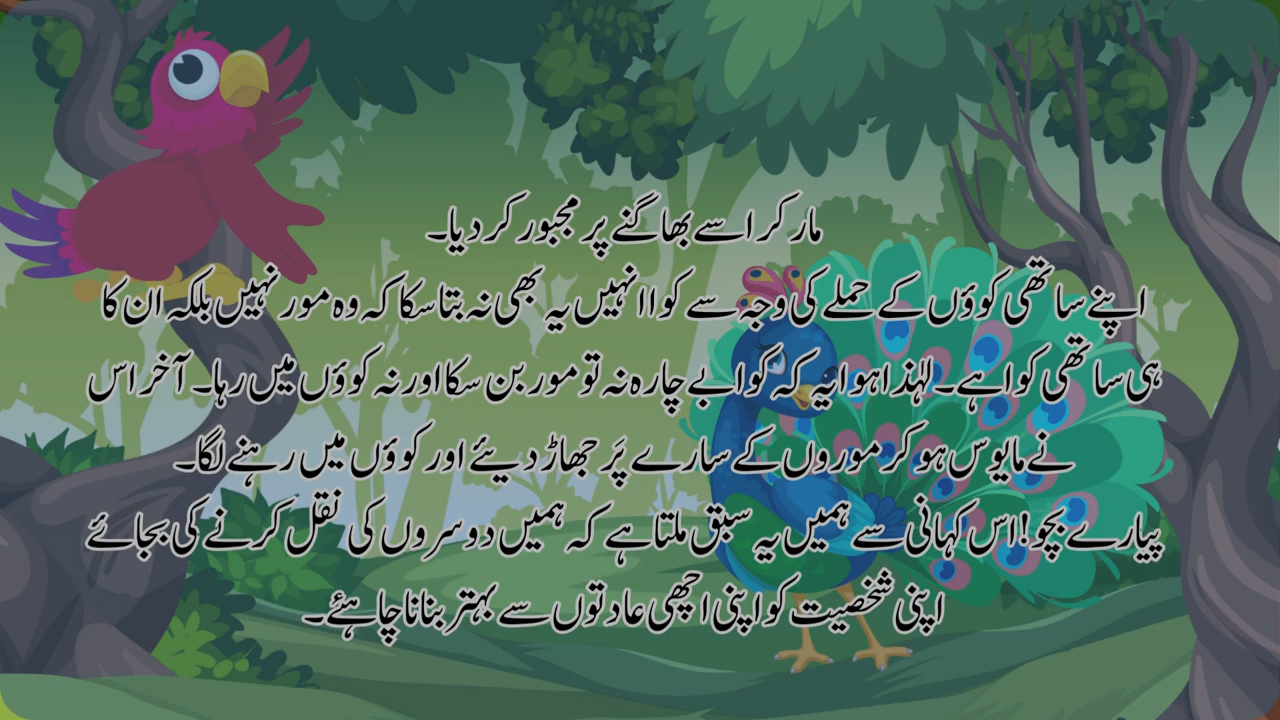 مار کر اسے بھاگنے پر مجبور کر دیا۔
اپنے ساتھی کوؤں کے حملے کی وجہ سے کوا انہیں یہ بھی نہ بتا سکا کہ وہ مور نہیں بلکہ ان کا
ہی ساتھی کوا ہے۔ لہٰذا ہوا یہ کہ کوا بے چارہ نہ تو مور بن سکا اور نہ کوؤں میں رہا۔ آخر اس
نے مایوس ہو کر موروں کے سارے پَر جھاڑ دیئے اور کوؤں میں رہنے لگا۔
پیارے بچو! اس کہانی سے ہمیں یہ سبق ملتا ہے کہ ہمیں دوسروں کی نقل کرنے کی بجائے
اپنی شخصیت کو اپنی اچھی عادتوں سے بہتر بنانا چاہئے۔